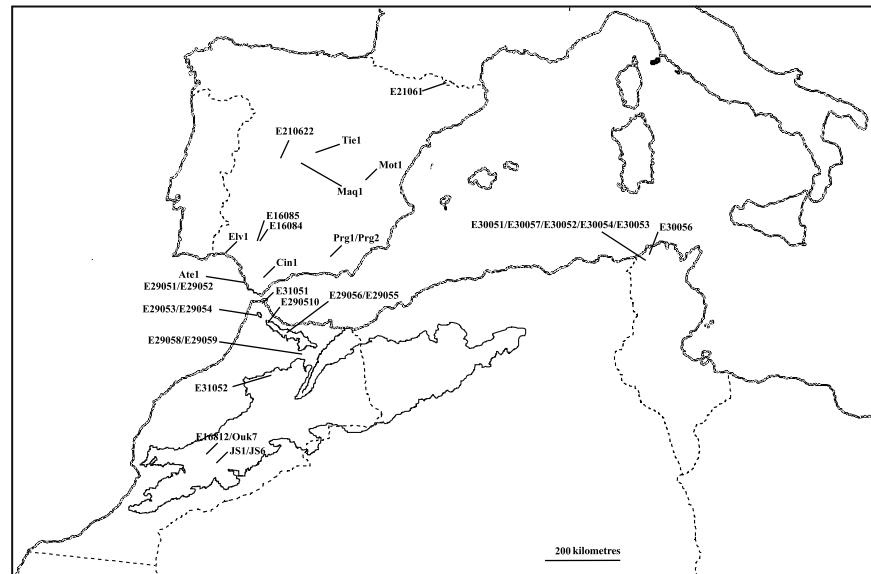 E21061
E210622
Tie1
Mot1
Maq1
E16085
E16084
Elv1
Prg1/Prg2
E30051/E30057/E30052/E30054/E30053
E30056
Cin1
Ate1
E29051/E29052
E31051
E290510
E29056/E29055
E29053/E29054
E29058/E29059
E31052
E16812/Ouk7
JS1/JS6
200 kilometres